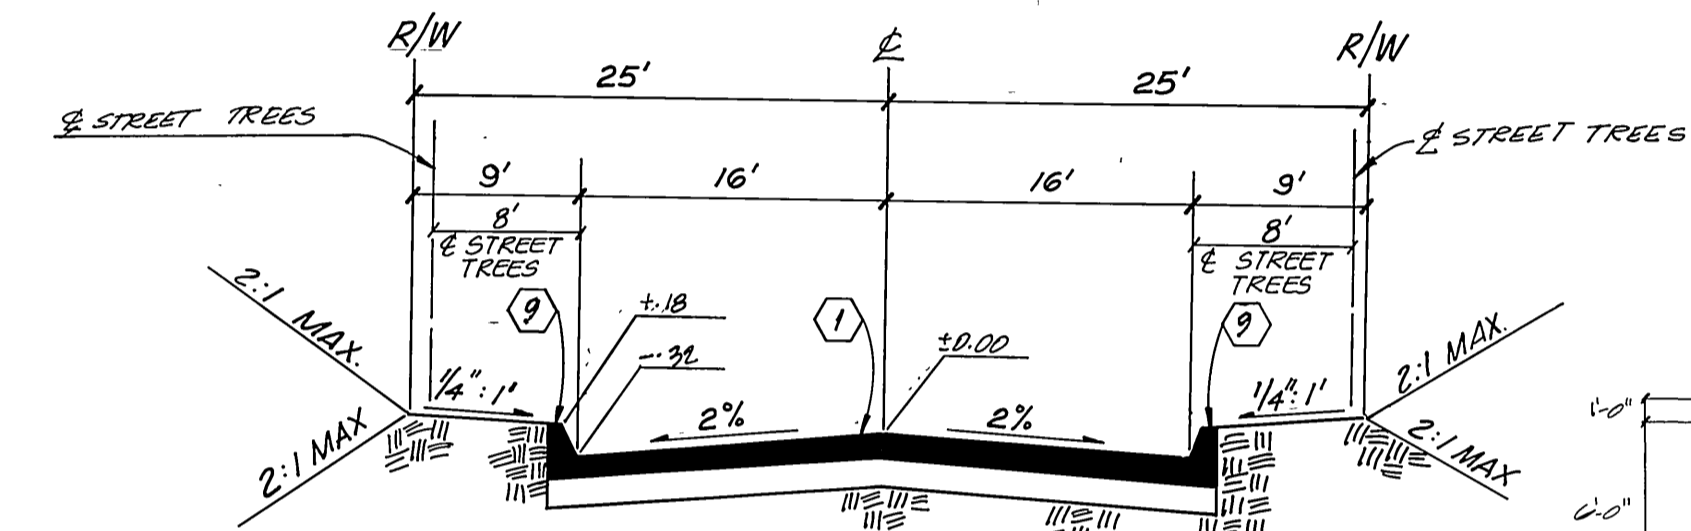 R/W
℄
R/W
25'
25'
℄ STREET TREES
℄ STREET TREES
9'
16'
16'
9'
8'
℄ STREET
TREES
8'
℄ STREET
TREES
2:1 MAX.
9
+.18
-.32
1
±0.00
9
2:1 MAX.
1/4":1'
2%
2%
1/4":1'
2:1 MAX
2:1 MAX
1'-0"